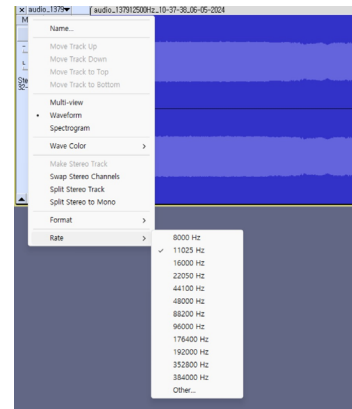 × audio_1379▼ audio_137912500Hz_10-37-38_06-05-2024
M
Name...
Move Track Up
Move Track Down
Move Track to Top
Move Track to Bottom
Ste
32-
Multi-view
Waveform
Spectrogram
Wave Color
Make Stereo Track
Swap Stereo Channels
Split Stereo Track
Split Stereo to Mono
Format
Rate
8000 Hz
✓ 11025 Hz
16000 Hz
22050 Hz
44100 Hz
48000 Hz
88200 Hz
96000 Hz
176400 Hz
192000 Hz
352800 Hz
384000 Hz
Other...